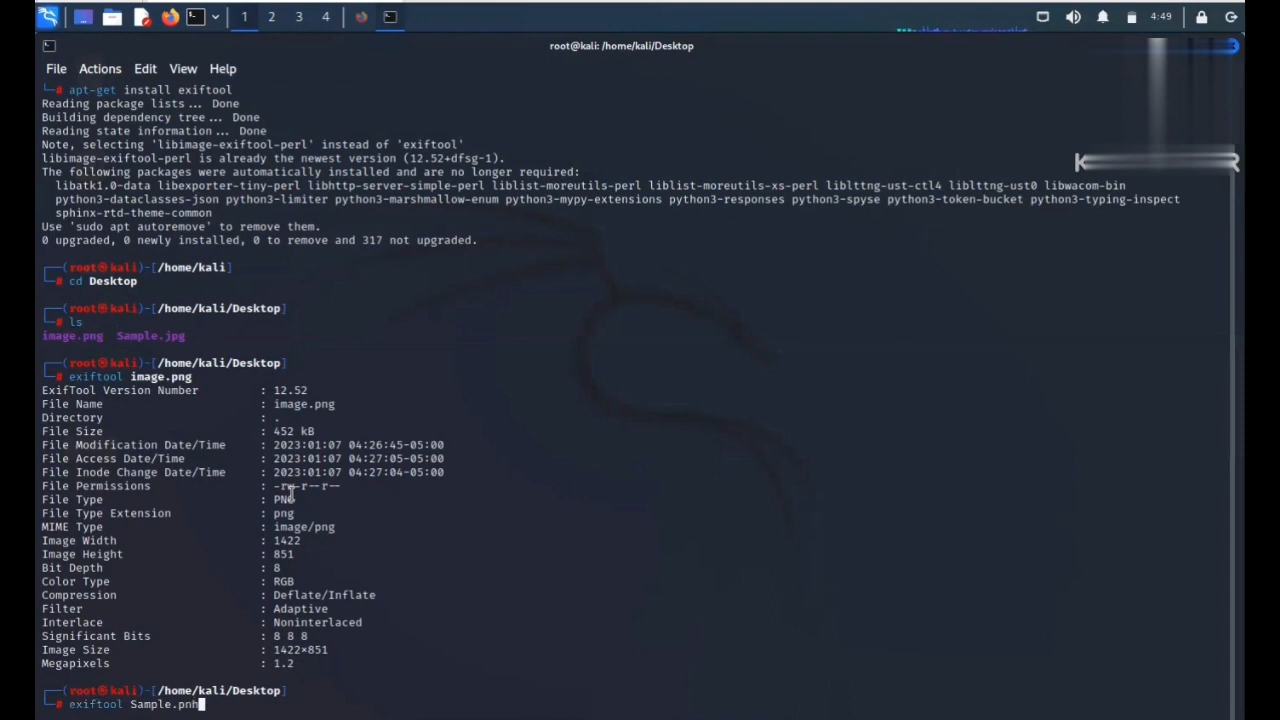 1 2 3 4 4:49
root@kali: /home/kali/Desktop
File Actions Edit View Help
└─# apt-get install exiftool
Reading package lists... Done
Building dependency tree... Done
Reading state information... Done
Note, selecting 'libimage-exiftool-perl' instead of 'exiftool'
libimage-exiftool-perl is already the newest version (12.52+dfsg-1).
The following packages were automatically installed and are no longer required:
libatk1.0-data libexporter-tiny-perl libhttp-server-simple-perl liblist-moreutils-perl liblist-moreutils-xs-perl liblttng-ust-ctl4 liblttng-ust0 libwacom-bin
python3-dataclasses-json python3-limiter python3-marshmallow-enum python3-mypy-extensions python3-responses python3-spyse python3-token-bucket python3-typing-inspect
sphinx-rtd-theme-common
Use 'sudo apt autoremove' to remove them.
0 upgraded, 0 newly installed, 0 to remove and 317 not upgraded.
┌──(root㉿kali)-[/home/kali]
└─# cd Desktop
┌──(root㉿kali)-[/home/kali/Desktop]
└─# ls
image.png Sample.jpg
┌──(root㉿kali)-[/home/kali/Desktop]
└─# exiftool image.png
ExifTool Version Number : 12.52
File Name : image.png
Directory : .
File Size : 452 kB
File Modification Date/Time : 2023:01:07 04:26:45-05:00
File Access Date/Time : 2023:01:07 04:27:05-05:00
File Inode Change Date/Time : 2023:01:07 04:27:04-05:00
File Permissions : -rw-r--r--
File Type : PNG
File Type Extension : png
MIME Type : image/png
Image Width : 1422
Image Height : 851
Bit Depth : 8
Color Type : RGB
Compression : Deflate/Inflate
Filter : Adaptive
Interlace : Noninterlaced
Significant Bits : 8 8 8
Image Size : 1422×851
Megapixels : 1.2
┌──(root㉿kali)-[/home/kali/Desktop]
└─# exiftool Sample.pnh